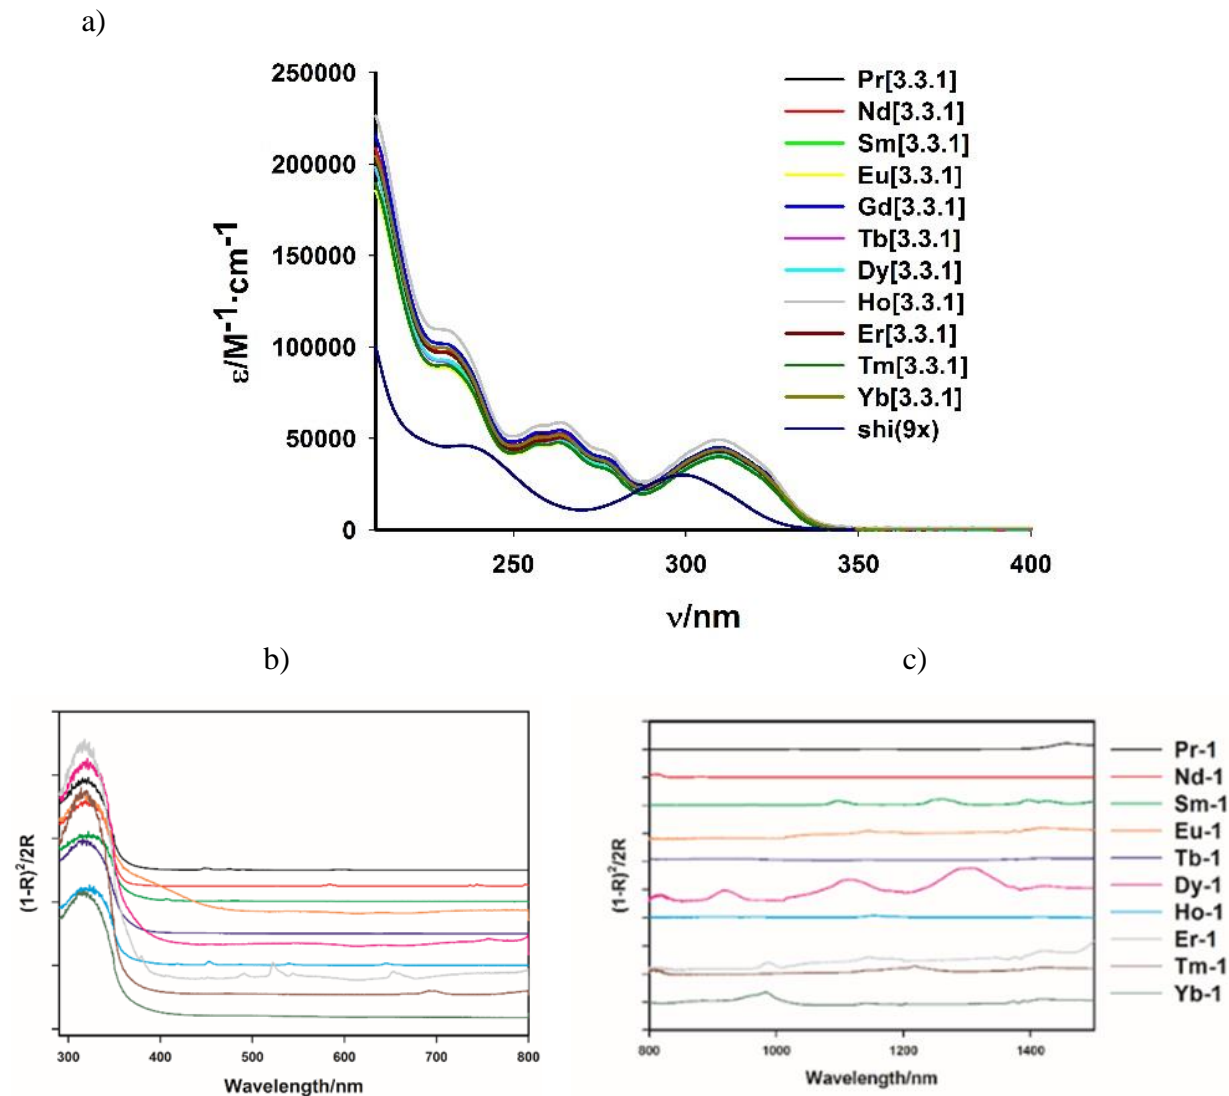 a)
250000
200000
150000
100000
50000
0
ε/M⁻¹·cm⁻¹
250
300
350
400
ν/nm
Pr[3.3.1]
Nd[3.3.1]
Sm[3.3.1]
Eu[3.3.1]
Gd[3.3.1]
Tb[3.3.1]
Dy[3.3.1]
Ho[3.3.1]
Er[3.3.1]
Tm[3.3.1]
Yb[3.3.1]
shi(9x)
b)
(1-R)²/2R
300
400
500
600
700
800
Wavelength/nm
c)
(1-R)²/2R
800
1000
1200
1400
Wavelength/nm
Pr-1
Nd-1
Sm-1
Eu-1
Tb-1
Dy-1
Ho-1
Er-1
Tm-1
Yb-1